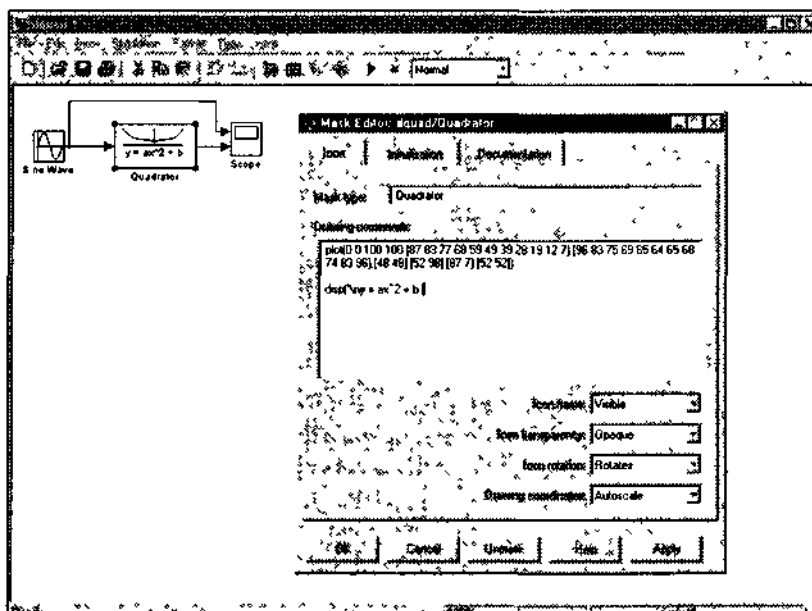 Normal
y = ax^2 + b
Sine Wave
Quadrator
Scope
Mask Editor: squad/Quadrator
Icon
Initialization
Documentation
Mask type:
Quadrator
Drawing commands:
plot(0 0 100 100 [87 83 77 68 59 49 39 28 19 12 7] [96 83 75 69 65 64 65 68
74 83 96],[48 48] [52 98] [87 7] [52 52])
disp('\ny = ax^2 + b
Icon frame:
Visible
Icon transparency:
Opaque
Icon rotation:
Rotates
Drawing coordinates:
Autoscale
OK
Cancel
Unmask
Help
Apply